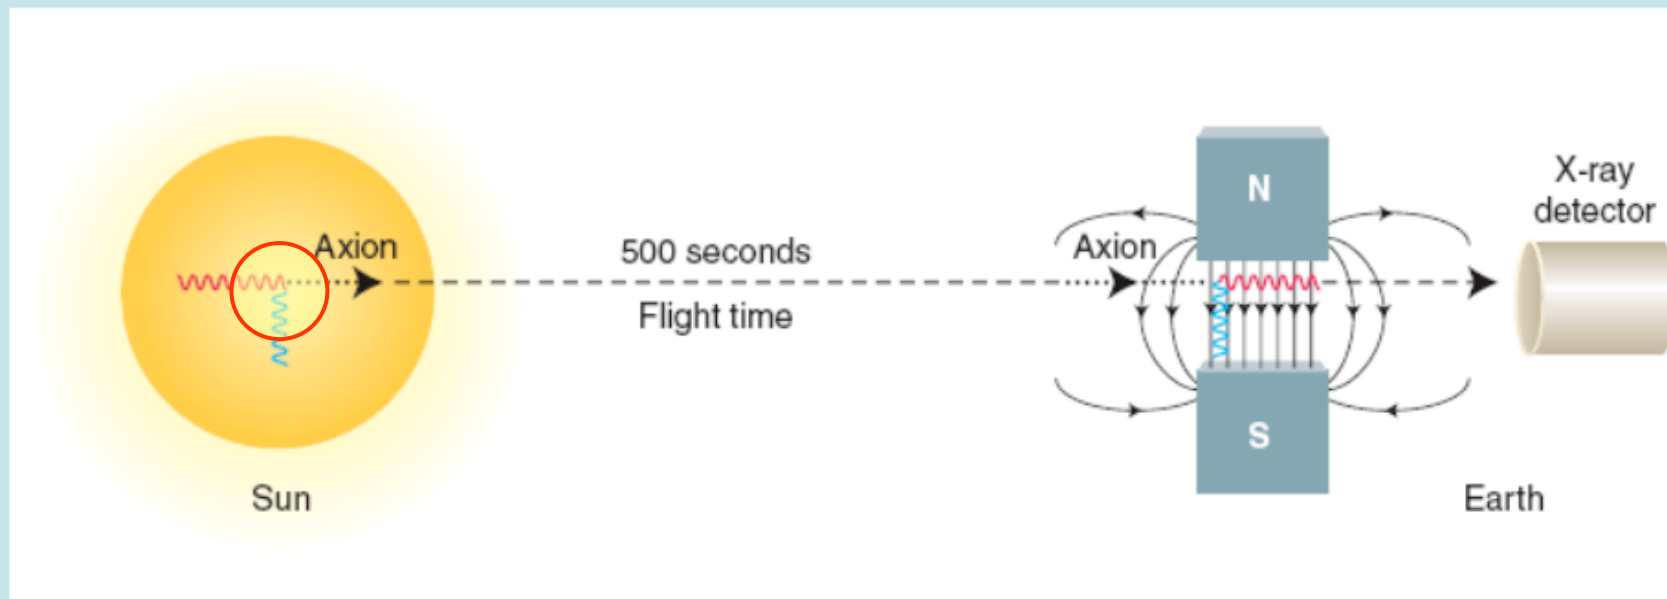 Axion
500 seconds
Flight time
Sun
Axion
N
S
X-ray
detector
Earth